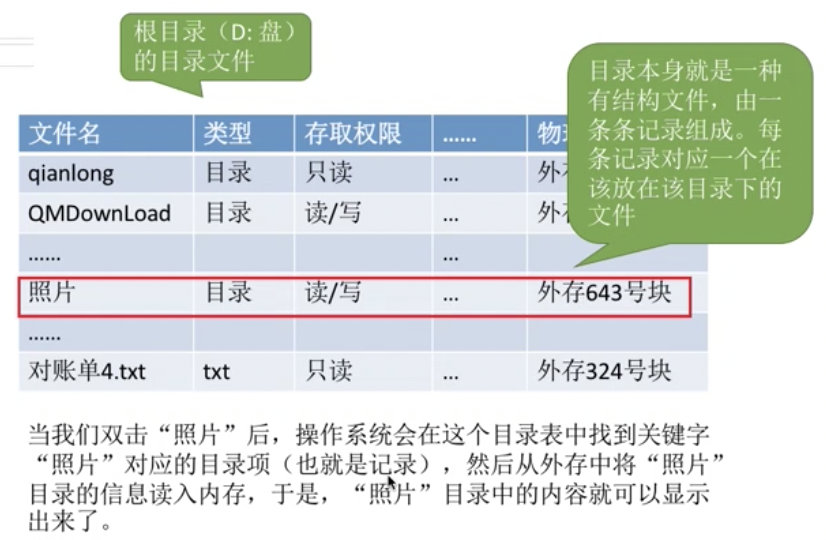 根目录（D: 盘）
的目录文件
目录本身就是一种
有结构文件，由一
条条记录组成。每
条记录对应一个在
该放在该目录下的
文件
文件名 类型 存取权限 ...... 物
qianlong 目录 只读 ... 外
QMDownLoad 目录 读/写 ... 外
...... ...
照片 目录 读/写 ... 外存643号块
......
对账单4.txt txt 只读 ... 外存324号块
当我们双击“照片”后，操作系统会在这个目录表中找到关键字
“照片”对应的目录项（也就是记录），然后从外存中将“照片”
目录的信息读入内存，于是，“照片”目录中的内容就可以显示
出来了。